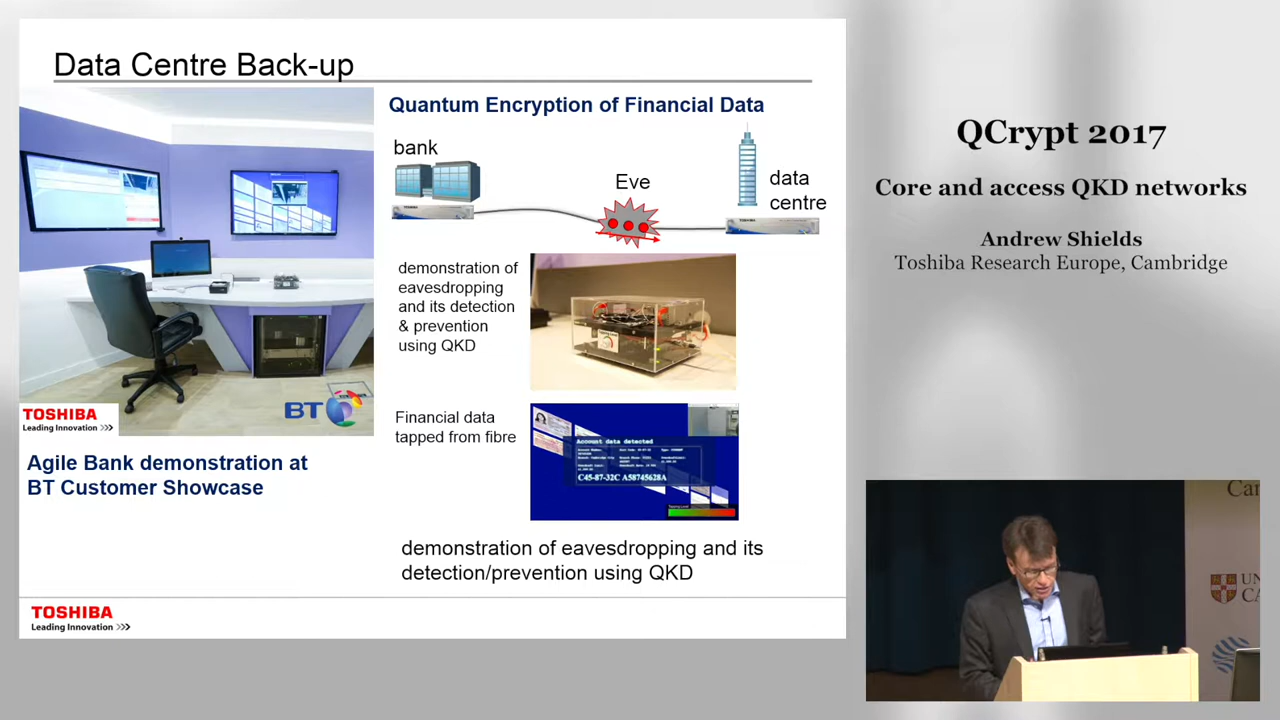 Data Centre Back-up
Quantum Encryption of Financial Data
bank
Eve
data
centre
demonstration of
eavesdropping
and its detection
& prevention
using QKD
Financial data
tapped from fibre
Account data detected
C45-87-32C A58745628A
BT
TOSHIBA
Leading Innovation >>>
Agile Bank demonstration at
BT Customer Showcase
demonstration of eavesdropping and its
detection/prevention using QKD
TOSHIBA
Leading Innovation >>>
QCrypt 2017
Core and access QKD networks
Andrew Shields
Toshiba Research Europe, Cambridge